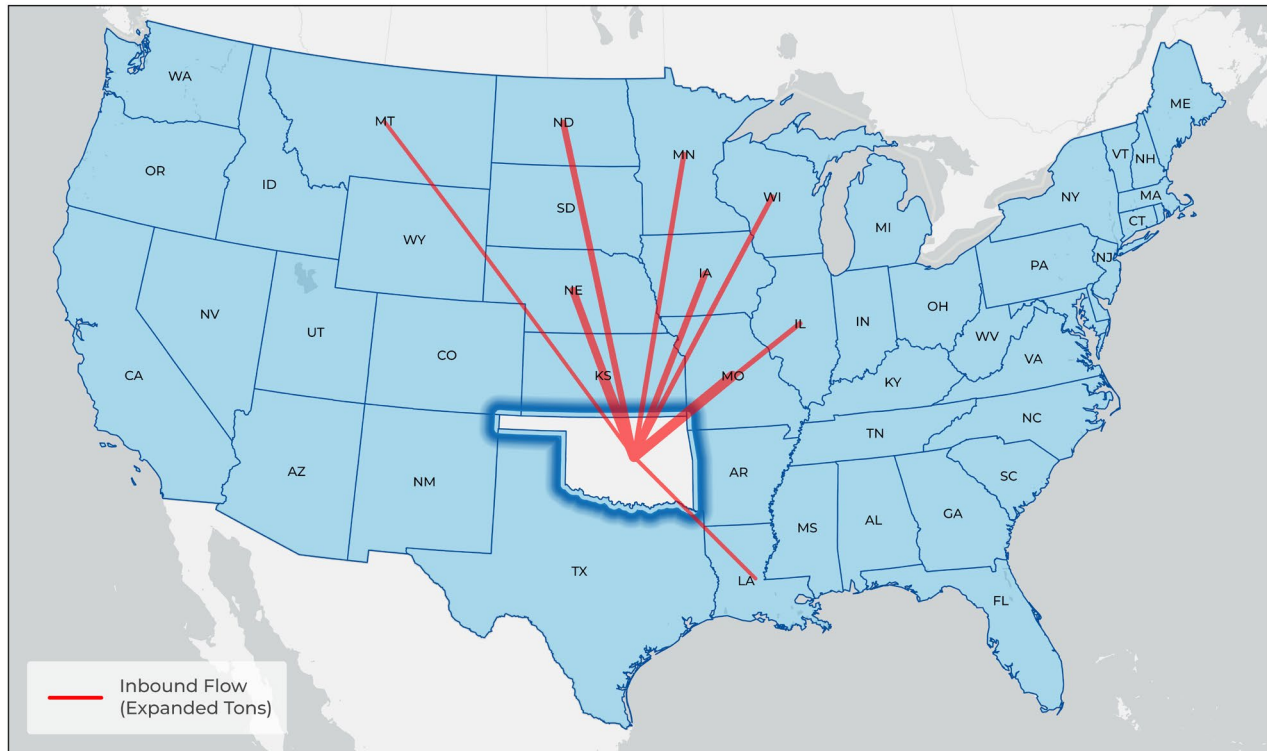 WA
MT
ND
MN
ME
OR
ID
SD
WI
VT
NH
NY
MA
WY
MI
CT
IA
PA
NJ
NE
NV
UT
IL
IN
OH
WV
CO
CA
KS
MO
KY
VA
TN
NC
AZ
NM
AR
SC
MS
AL
GA
TX
LA
FL
Inbound Flow
(Expanded Tons)